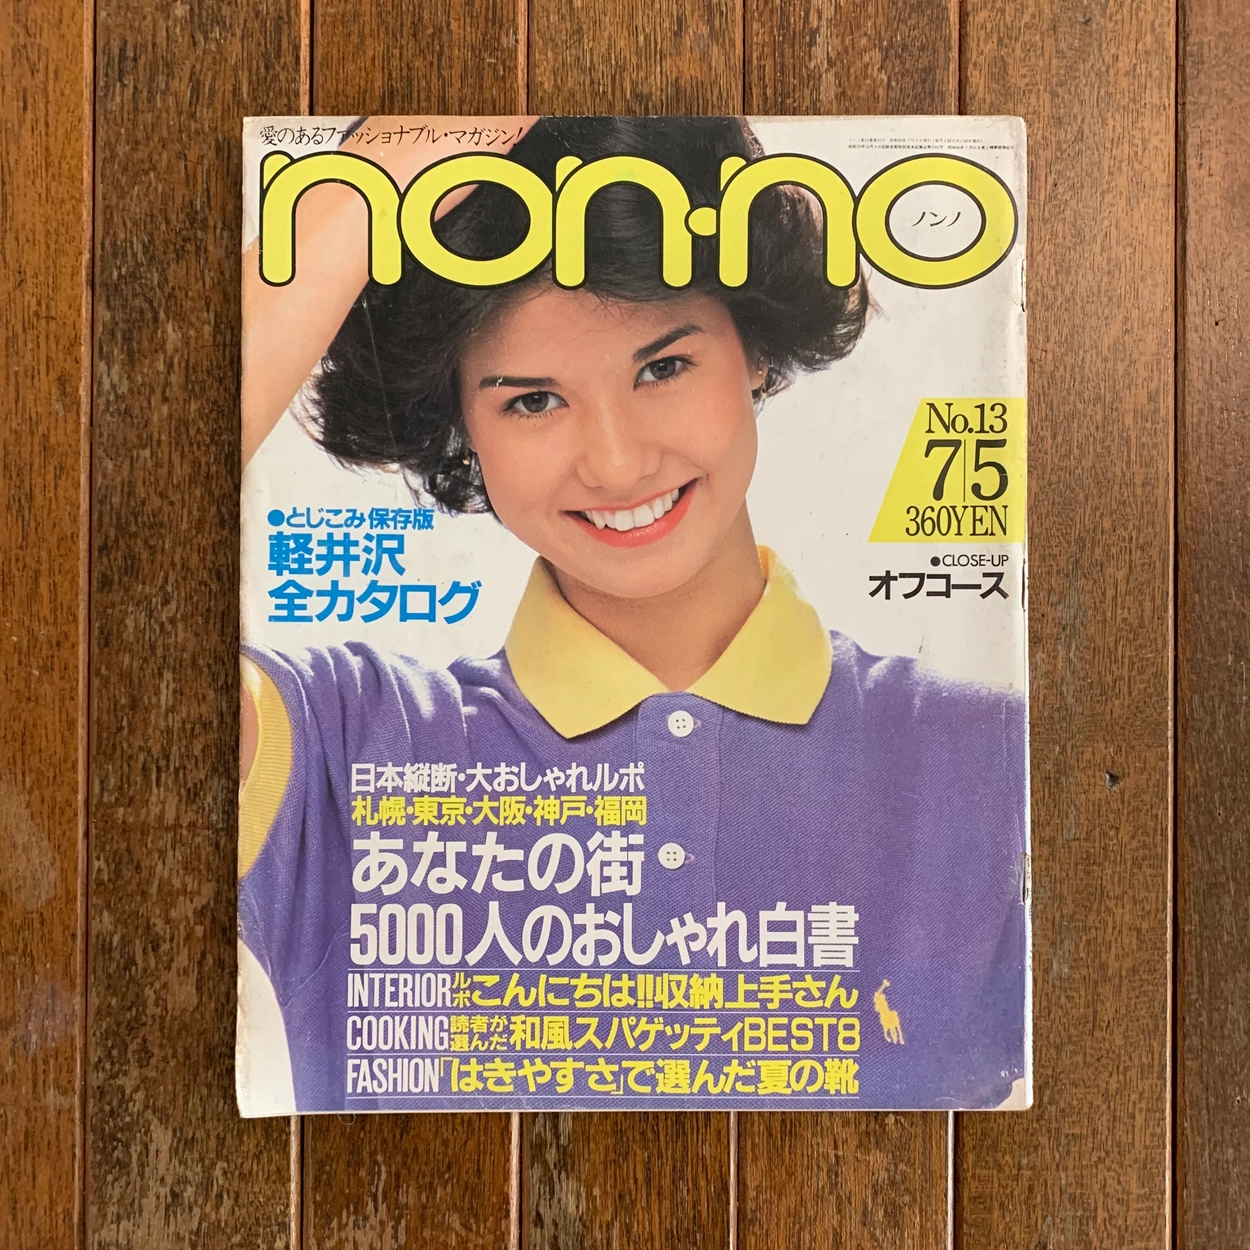 愛のあるファッショナブル・マガジン!
non-no
ノンノ
No.13
7|5
360YEN
●CLOSE-UP
オフコース
●とじこみ保存版
軽井沢
全カタログ
日本縦断・大おしゃれルポ
札幌・東京・大阪・神戸・福岡
あなたの街
5000人のおしゃれ白書
INTERIORルポこんにちは!!収納上手さん
COOKING読者が選んだ和風スパゲッティBEST8
FASHION「はきやすさ」で選んだ夏の靴